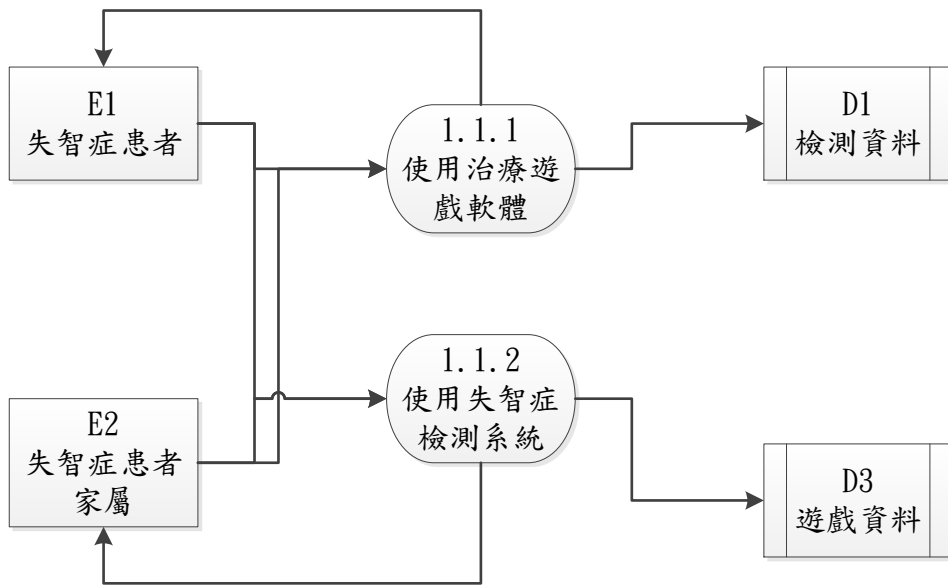 E1
失智症患者
1.1.1
使用治療遊
戲軟體
D1
檢測資料
E2
失智症患者
家屬
1.1.2
使用失智症
檢測系統
D3
遊戲資料